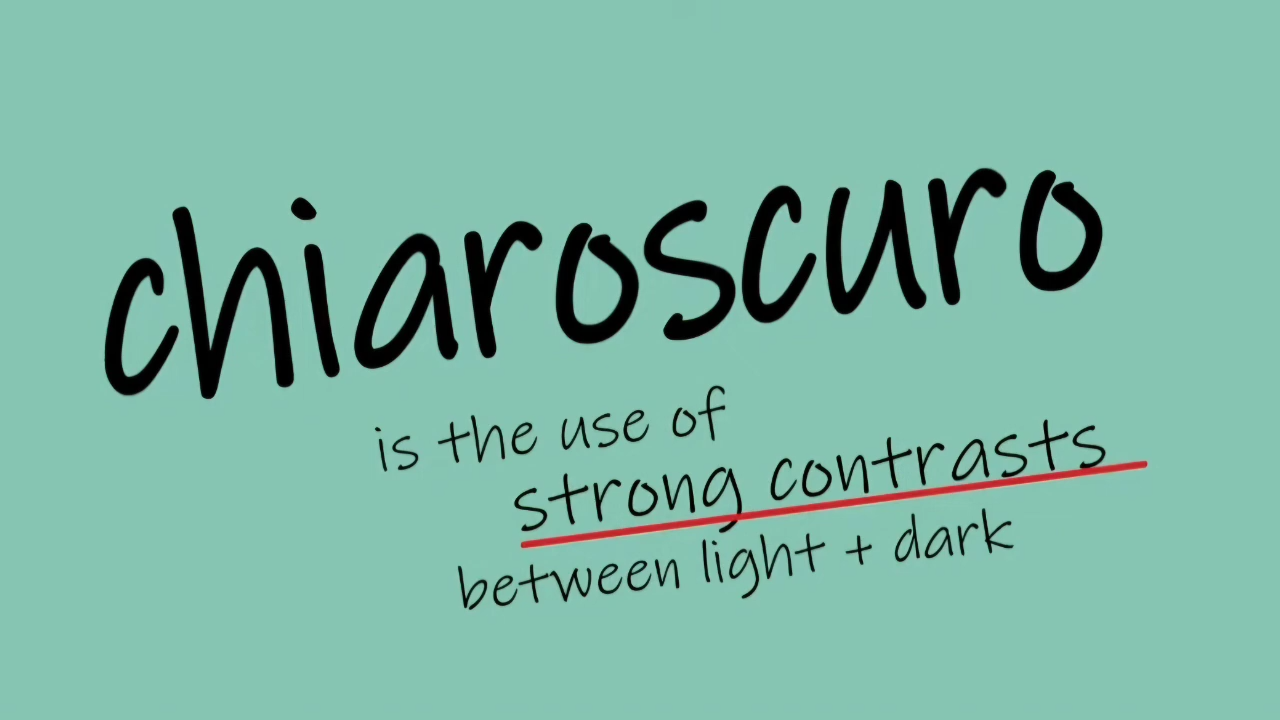 chiaroscuro
is the use of
strong contrasts
between light + dark